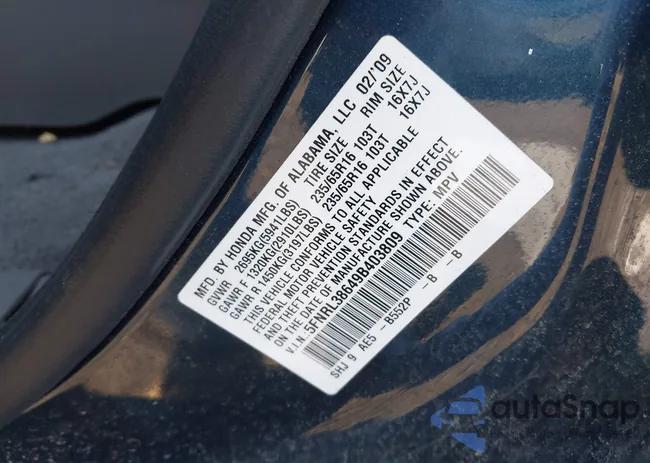 MFD. BY HONDA MFG. OF ALABAMA, LLC 02/'09
GVWR 2695KG(5941LBS) TIRE SIZE RIM SIZE
GAWR F 1320KG(2910LBS) 235/65R16 103T 16X7J
GAWR R 1450KG(3197LBS) 235/65R16 103T 16X7J
THIS VEHICLE CONFORMS TO ALL APPLICABLE
FEDERAL MOTOR VEHICLE SAFETY
AND THEFT PREVENTION STANDARDS IN EFFECT
ON THE DATE OF MANUFACTURE SHOWN ABOVE.
V.I.N.:5FNRL38649B403809 TYPE: MPV
SHJ 9 AE5 - B552P - B - B
autoSnap